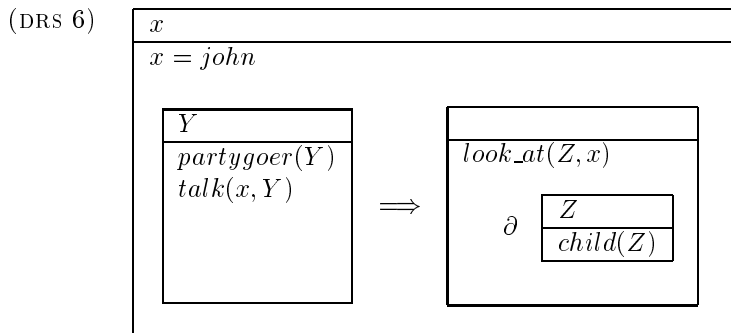 (DRS 6)
x
x = john
Y
partygoer(Y)
talk(x, Y)
⟹
look_at(Z, x)
∂
Z
child(Z)